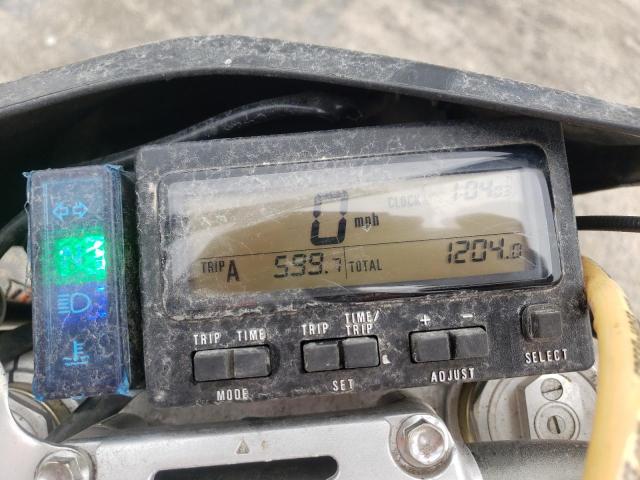 CLOCK 1:04
0 mph
TRIP A 599.7 TOTAL 1204.0
TRIP TIME TRIP TIME/TRIP + -
MODE SET ADJUST SELECT